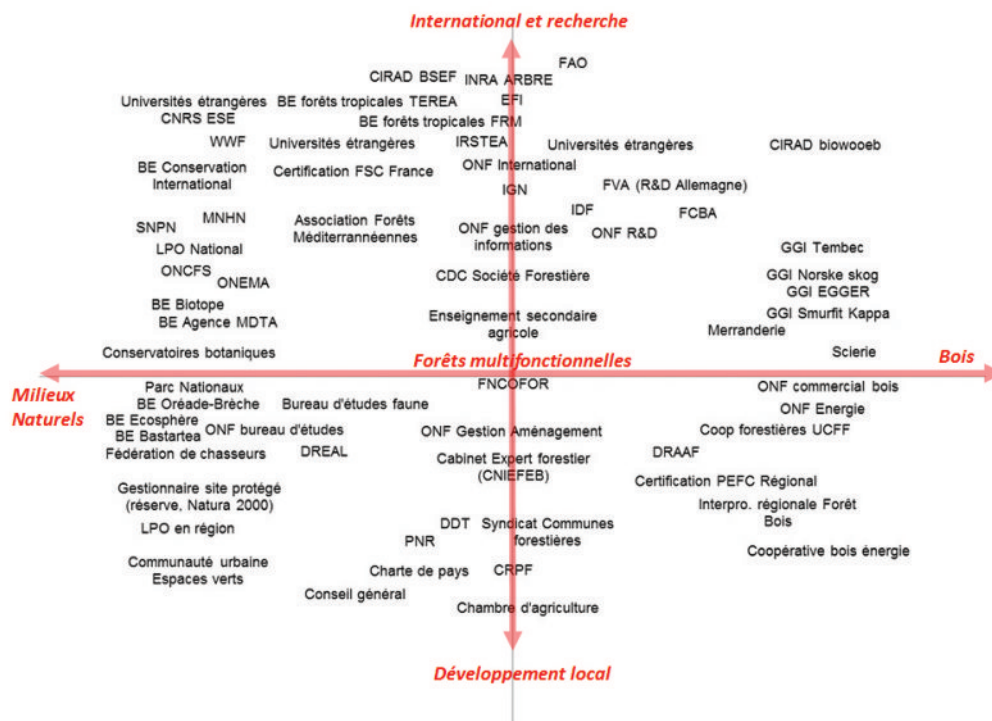 International et recherche
FAO
CIRAD BSEF
INRA ARBRE
Universités étrangères
BE forêts tropicales TEREA
EFI
CNRS ESE
BE forêts tropicales FRM
WWF
Universités étrangères
IRSTEA
Universités étrangères
CIRAD biowooeb
BE Conservation
International
Certification FSC France
ONF International
IGN
FVA (R&D Allemagne)
MNHN
SNPN
Association Forêts
Méditerrannéennes
IDF
FCBA
ONF gestion des
informations
ONF R&D
LPO National
GGI Tembec
ONCFS
ONEMA
CDC Société Forestière
GGI Norske skog
GGI EGGER
BE Biotope
BE Agence MDTA
Enseignement secondaire
agricole
GGI Smurfit Kappa
Merranderie
Conservatoires botaniques
Scierie
Forêts multifonctionnelles
Bois
Milieux
Naturels
Parc Nationaux
FNCOFOR
ONF commercial bois
BE Oréade-Brèche
Bureau d'études faune
ONF Energie
BE Ecosphère
BE Bastartea
ONF bureau d'études
ONF Gestion Aménagement
Coop forestières UCFF
Fédération de chasseurs
DREAL
Cabinet Expert forestier
(CNIEFEB)
DRAAF
Certification PEFC Régional
Gestionnaire site protégé
(réserve, Natura 2000)
Interpro. régionale Forêt
Bois
LPO en région
DDT
Syndicat Communes
forestières
PNR
Coopérative bois énergie
Communauté urbaine
Espaces verts
Charte de pays
CRPF
Conseil général
Chambre d'agriculture
Développement local